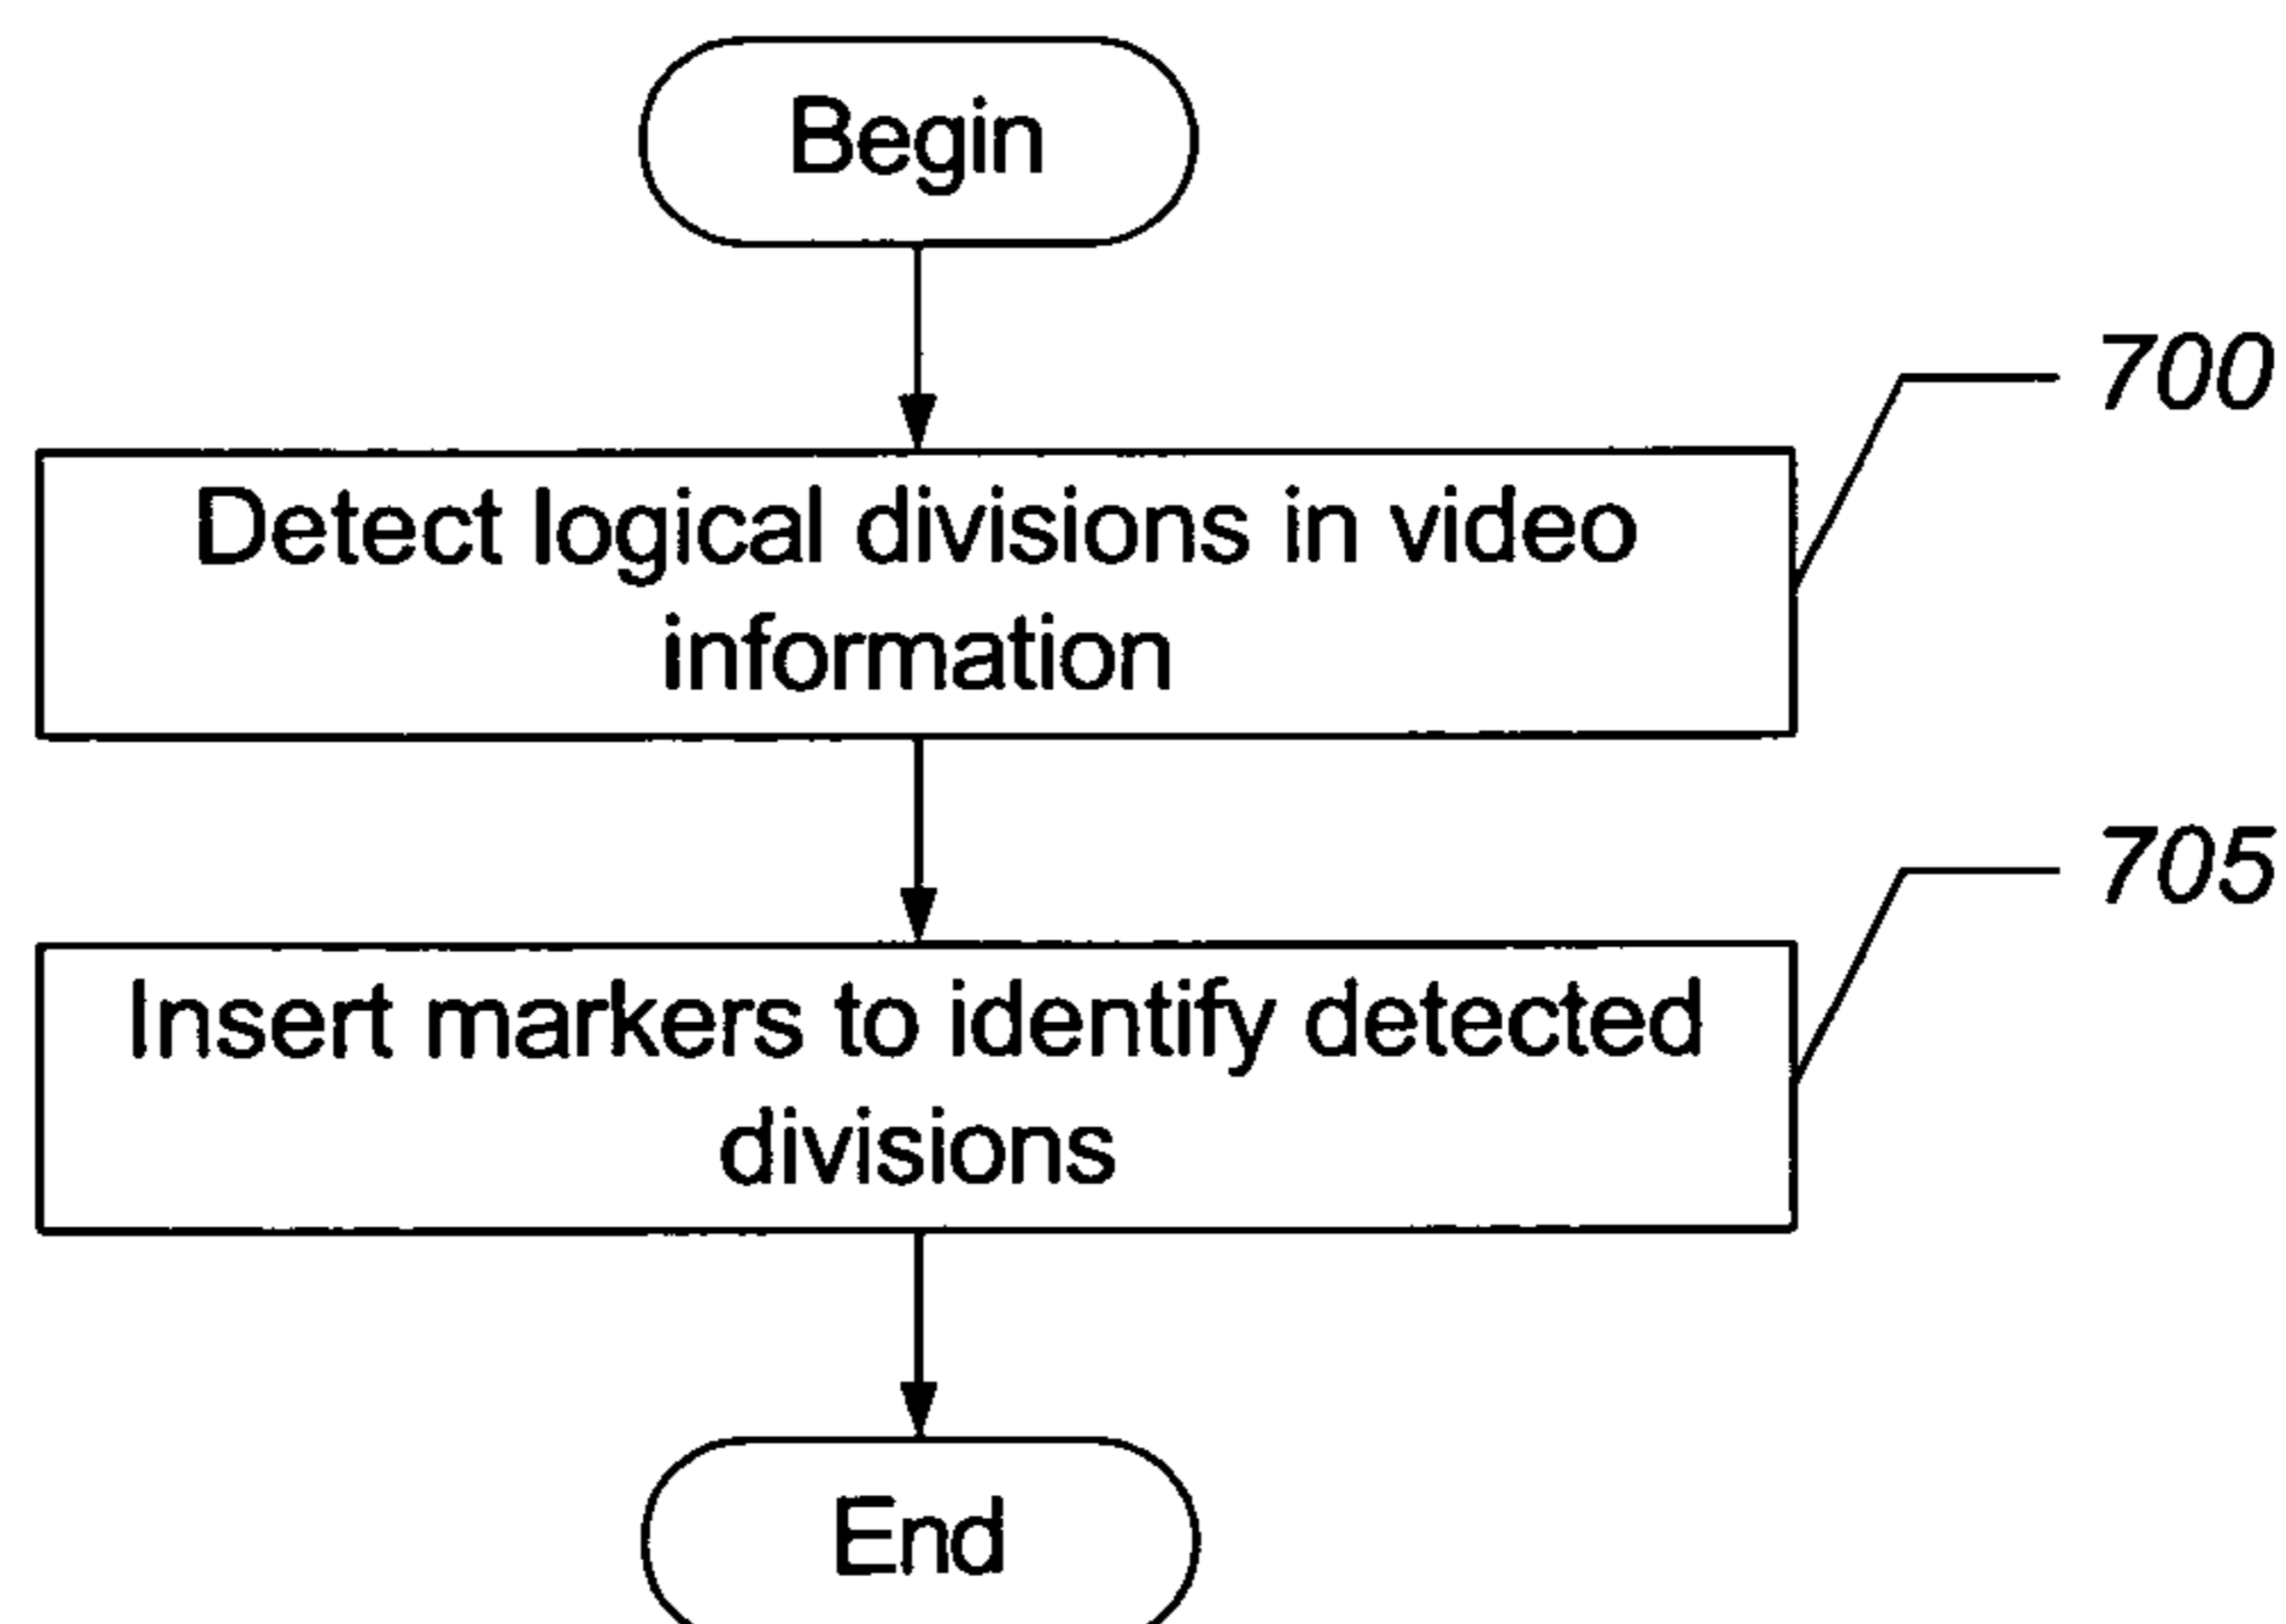 Begin
700
Detect logical divisions in video
information
705
Insert markers to identify detected
divisions
End